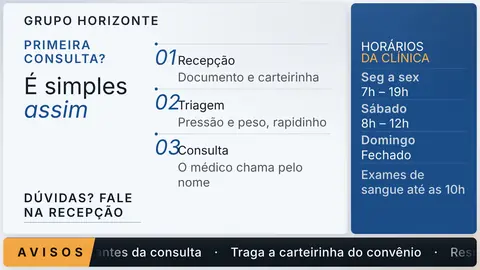 GRUPO HORIZONTE
PRIMEIRA
CONSULTA?
É simples
assim
DÚVIDAS? FALE
NA RECEPÇÃO
01 Recepção
Documento e carteirinha
02 Triagem
Pressão e peso, rapidinho
03 Consulta
O médico chama pelo
nome
HORÁRIOS
DA CLÍNICA
Seg a sex
7h – 19h
Sábado
8h – 12h
Domingo
Fechado
Exames de
sangue até as 10h
AVISOS antes da consulta · Traga a carteirinha do convênio ·